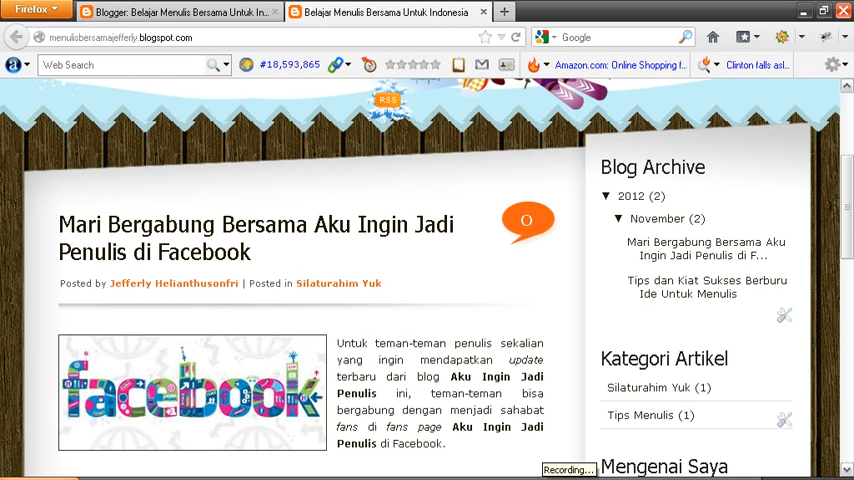 Firefox
Blogger: Belajar Menulis Bersama Untuk In...
Belajar Menulis Bersama Untuk Indonesia
menulisbersamajefferly.blogspot.com
Google
Web Search
#18,593,865
Amazon.com: Online Shopping f...
Clinton falls asl...
RSS
Mari Bergabung Bersama Aku Ingin Jadi
Penulis di Facebook
0
Posted by Jefferly Helianthusonfri | Posted in Silaturahim Yuk
facebook
Untuk teman-teman penulis sekalian
yang ingin mendapatkan update
terbaru dari blog Aku Ingin Jadi
Penulis ini, teman-teman bisa
bergabung dengan menjadi sahabat
fans di fans page Aku Ingin Jadi
Penulis di Facebook.
Blog Archive
▼ 2012 (2)
▼ November (2)
Mari Bergabung Bersama Aku
Ingin Jadi Penulis di F...
Tips dan Kiat Sukses Berburu
Ide Untuk Menulis
Kategori Artikel
Silaturahim Yuk (1)
Tips Menulis (1)
Mengenai Saya
Recording...